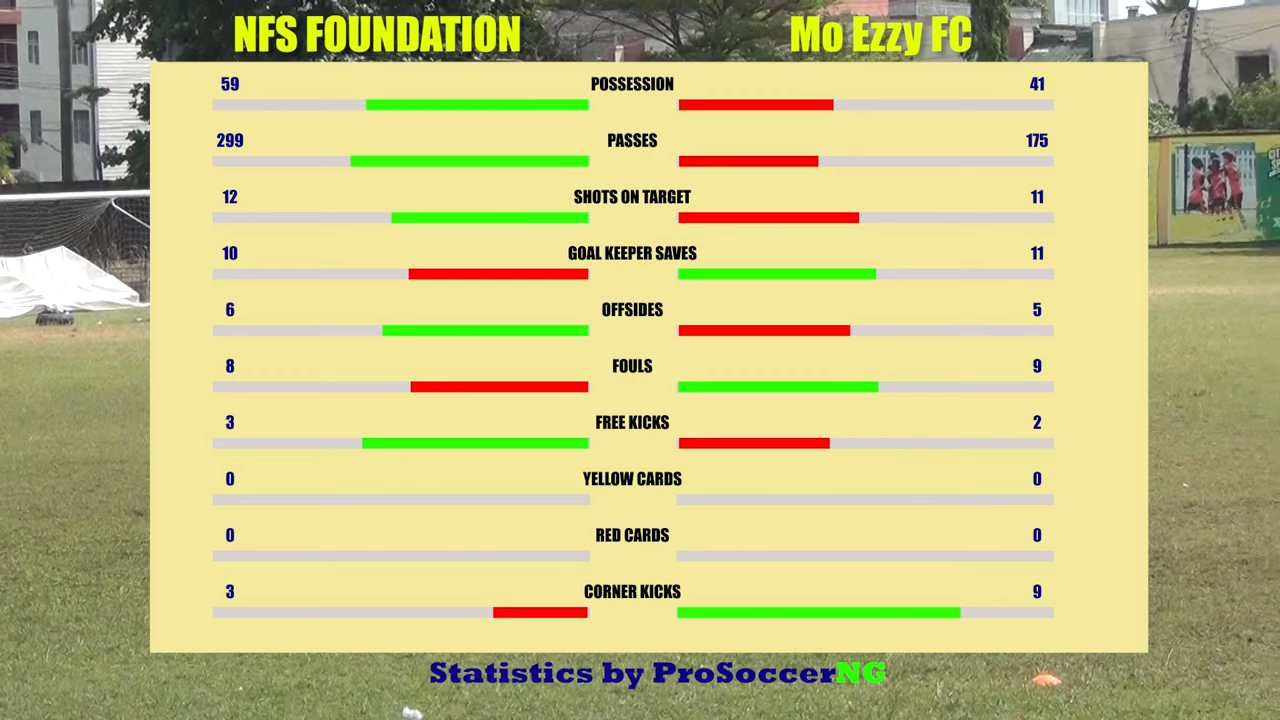 NFS FOUNDATION Mo Ezzy FC
59 POSSESSION 41
299 PASSES 175
12 SHOTS ON TARGET 11
10 GOAL KEEPER SAVES 11
6 OFFSIDES 5
8 FOULS 9
3 FREE KICKS 2
0 YELLOW CARDS 0
0 RED CARDS 0
3 CORNER KICKS 9
Statistics by ProSoccerNG